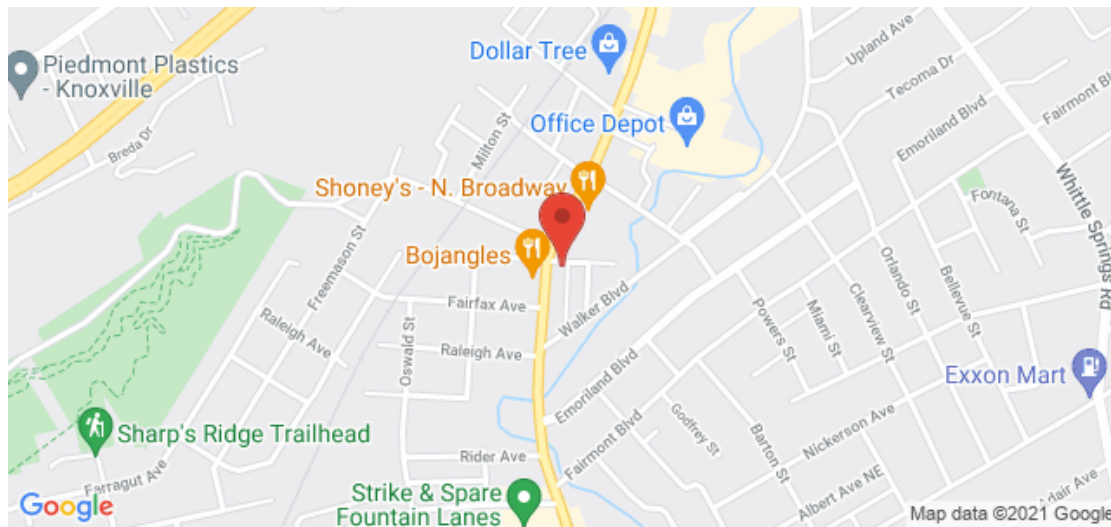 Dollar Tree
Upland Ave
Piedmont Plastics
- Knoxville
Tecoma Dr
Milton St
Office Depot
Emoriland Blvd
Breda Dr
Shoney's - N. Broadway
Whittle Springs Rd
Fontana St
Freemason St
Bojangles
Orlando St
Fairfax Ave
Walker Blvd
Bellevue St
Clearview St
Miami St
Powers St
Raleigh Ave
Oswald St
Raleigh Ave
Emoriland Blvd
Exxon Mart
Godfrey St
Sharp's Ridge Trailhead
Nickerson Ave
Barton St
Fairmont Blvd
Rider Ave
Farragut Ave
Albert Ave NE
Strike & Spare
Fountain Lanes
Google
Adair Ave
Map data ©2021 Google